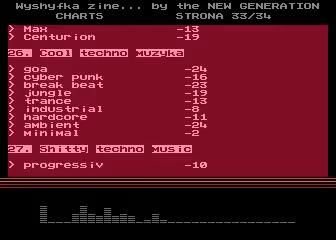 Wyshyfka zine... by the NEW GENERATION
CHARTS STRONA 33/34
> Max -13
> Centurion -19
26. Cool techno muzyka
> goa -24
> cyber punk -16
> break beat -23
> jungle -19
> trance -13
> industrial -8
> hardcore -11
> ambient -24
> minimal -2
27. Shitty techno music
> progressiv -10